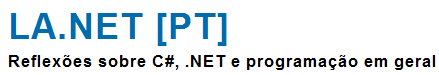 LA.NET [PT]
Reflexões sobre C#, .NET e programação em geral